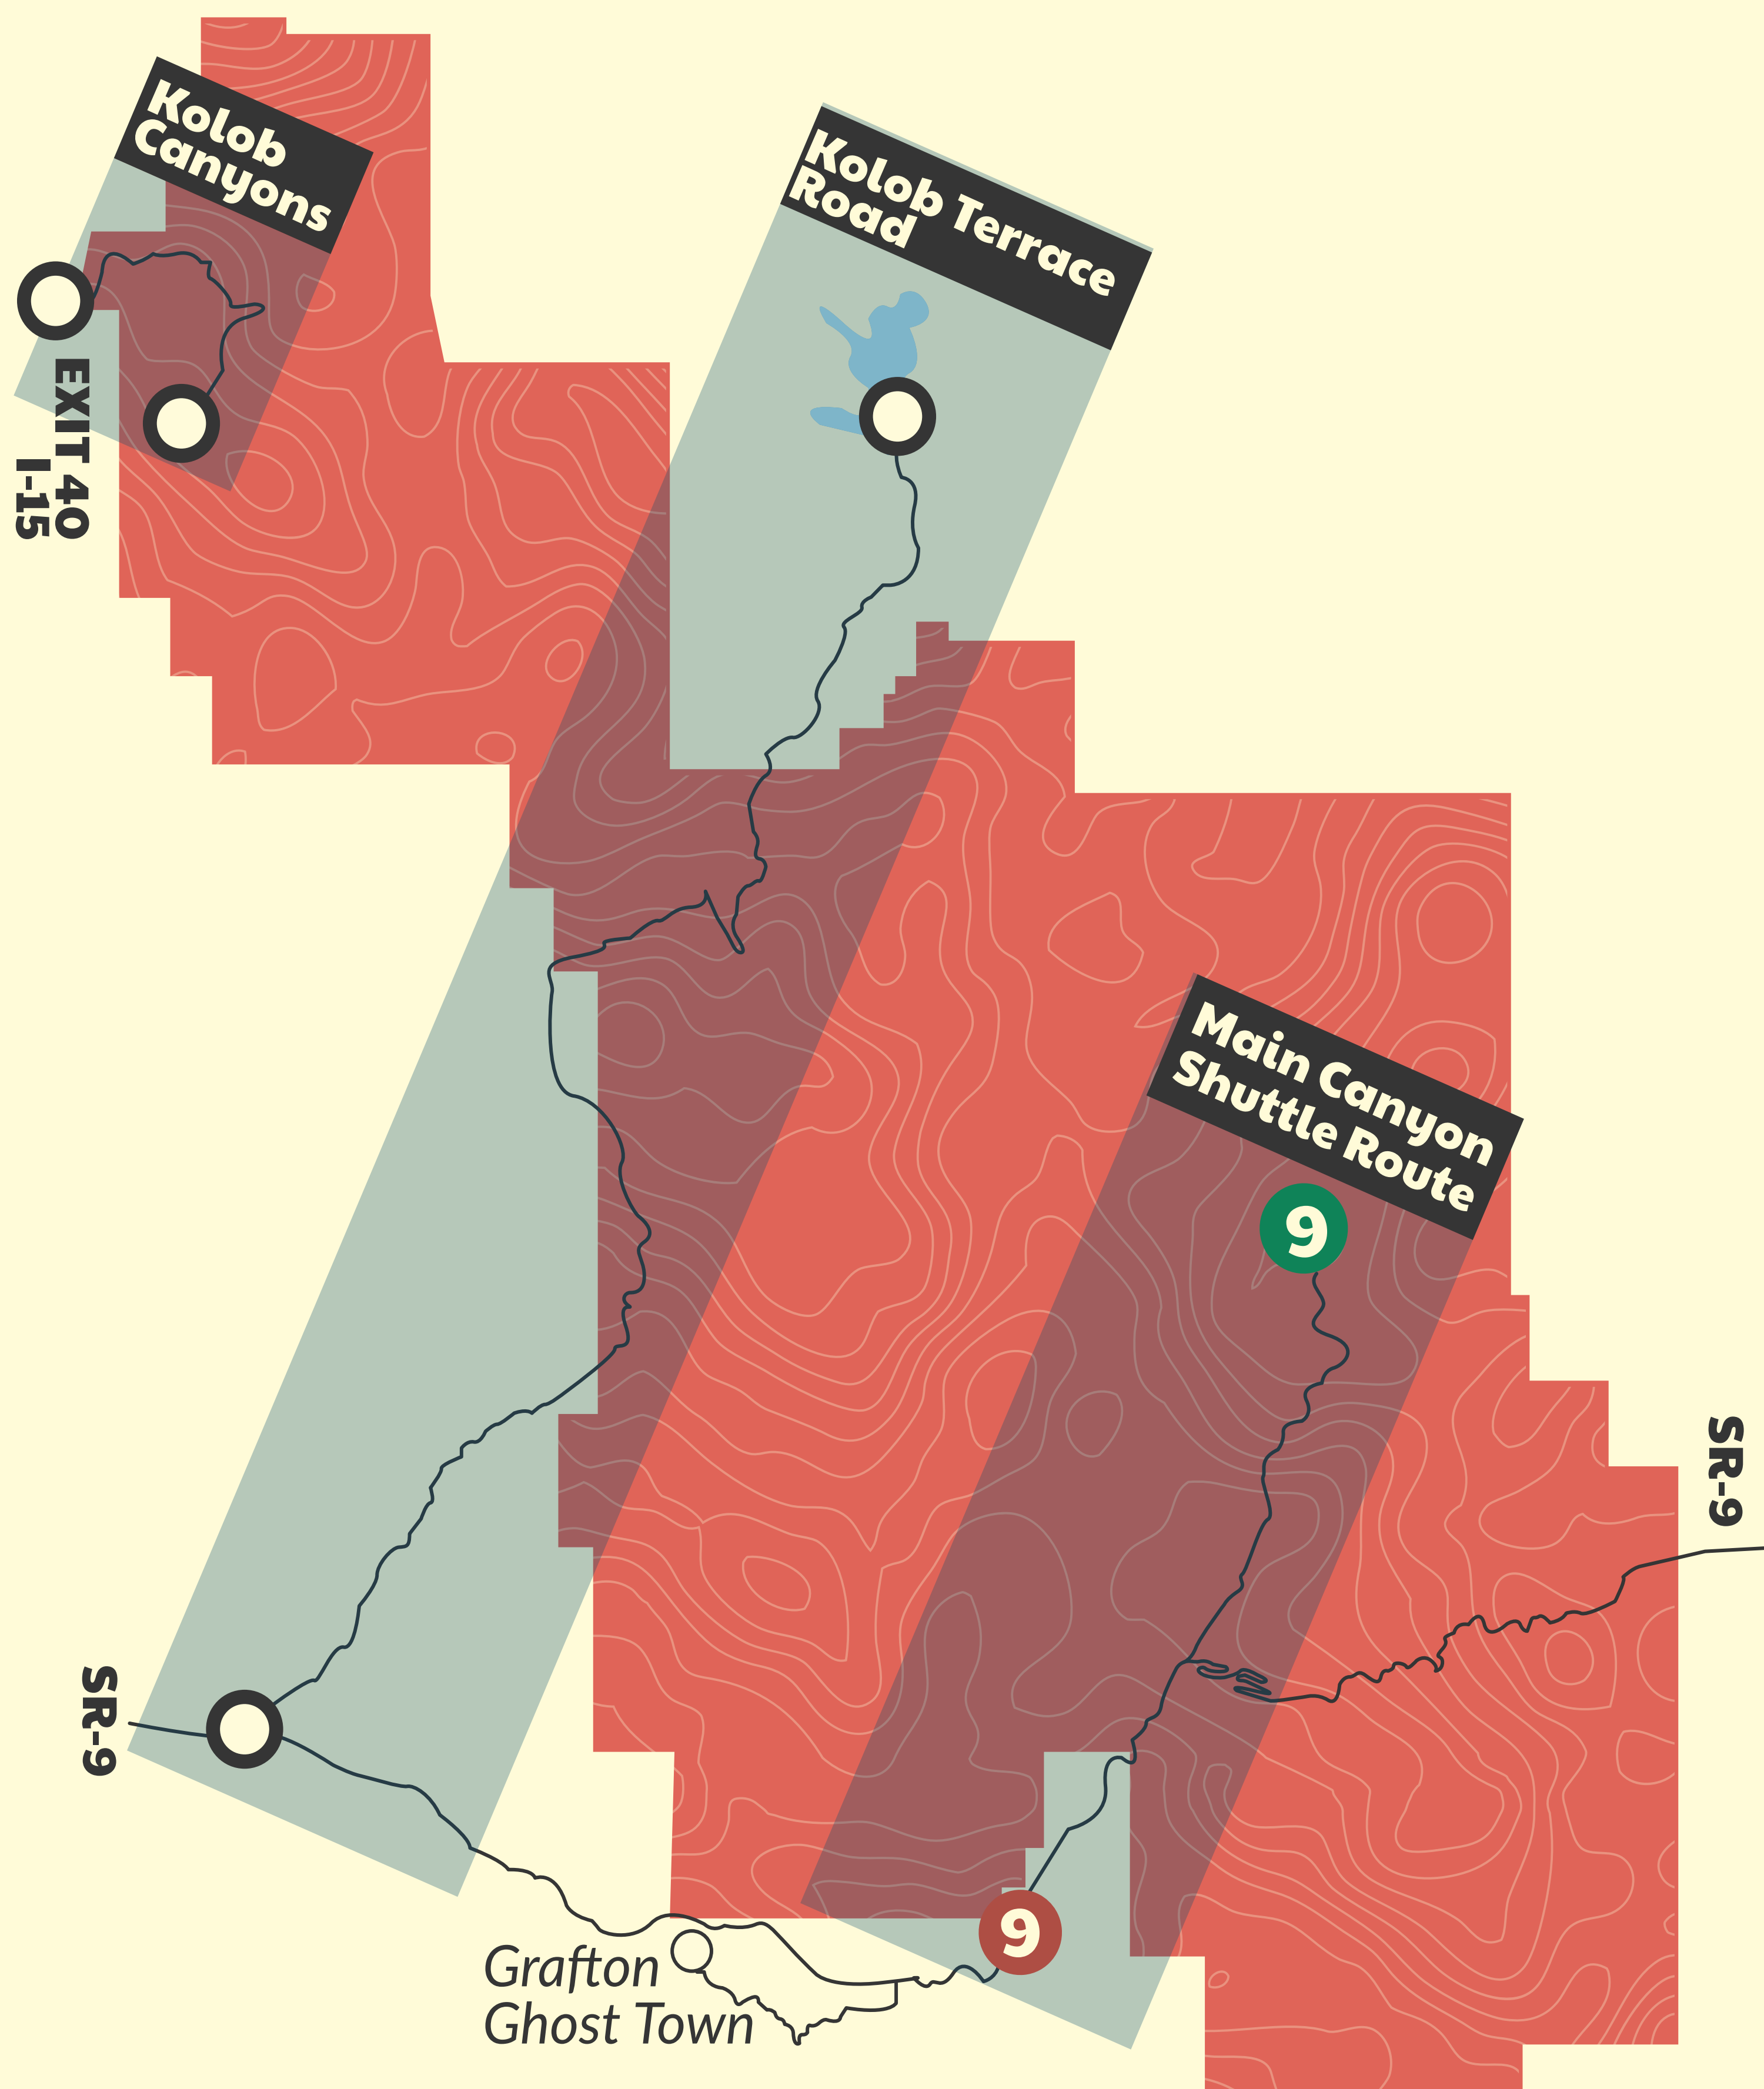 Kolob
Canyons
Kolob Terrace
Road
EXIT 40
I-15
Main Canyon
Shuttle Route
9
SR-9
SR-9
9
Grafton
Ghost Town